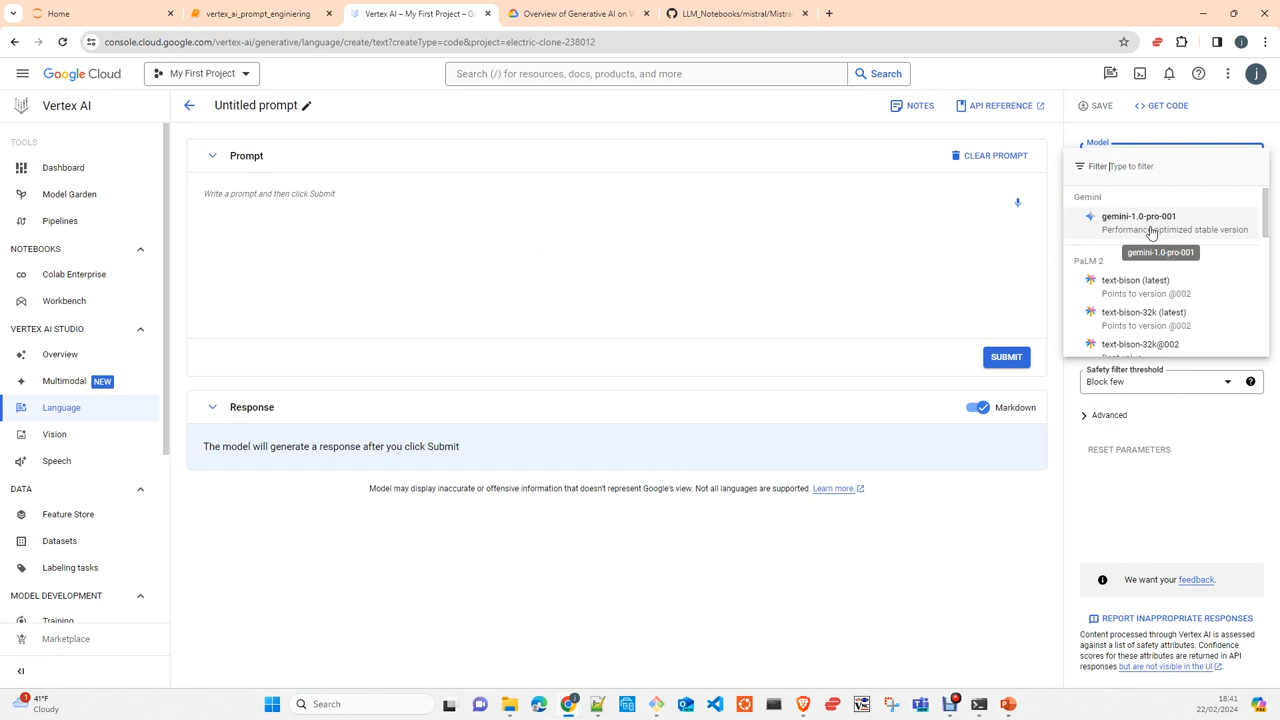 Home
vertex_ai_prompt_enginiering
Vertex AI – My First Project – G
Overview of Generative AI on V
LLM_Notebooks/mistral/Mistral
console.cloud.google.com/vertex-ai/generative/language/create/text?createType=code&project=electric-clone-238012
Google Cloud
My First Project
Search (/) for resources, docs, products, and more
Search
j
Vertex AI
Untitled prompt
NOTES
API REFERENCE
SAVE
GET CODE
TOOLS
Dashboard
Model Garden
Pipelines
NOTEBOOKS
Colab Enterprise
Workbench
VERTEX AI STUDIO
Overview
Multimodal NEW
Language
Vision
Speech
DATA
Feature Store
Datasets
Labeling tasks
MODEL DEVELOPMENT
Training
Marketplace
Prompt
CLEAR PROMPT
Write a prompt and then click Submit
SUBMIT
Response
Markdown
The model will generate a response after you click Submit
Model may display inaccurate or offensive information that doesn't represent Google's view. Not all languages are supported. Learn more.
Model
Filter Type to filter
Gemini
gemini-1.0-pro-001
Performance optimized stable version
gemini-1.0-pro-001
PaLM 2
text-bison (latest)
Points to version @002
text-bison-32k (latest)
Points to version @002
text-bison-32k@002
Safety filter threshold
Block few
Advanced
RESET PARAMETERS
We want your feedback.
REPORT INAPPROPRIATE RESPONSES
Content processed through Vertex AI is assessed
against a list of safety attributes. Confidence
scores for these attributes are returned in API
responses but are not visible in the UI.
41°F
Cloudy
Search
18:41
22/02/2024